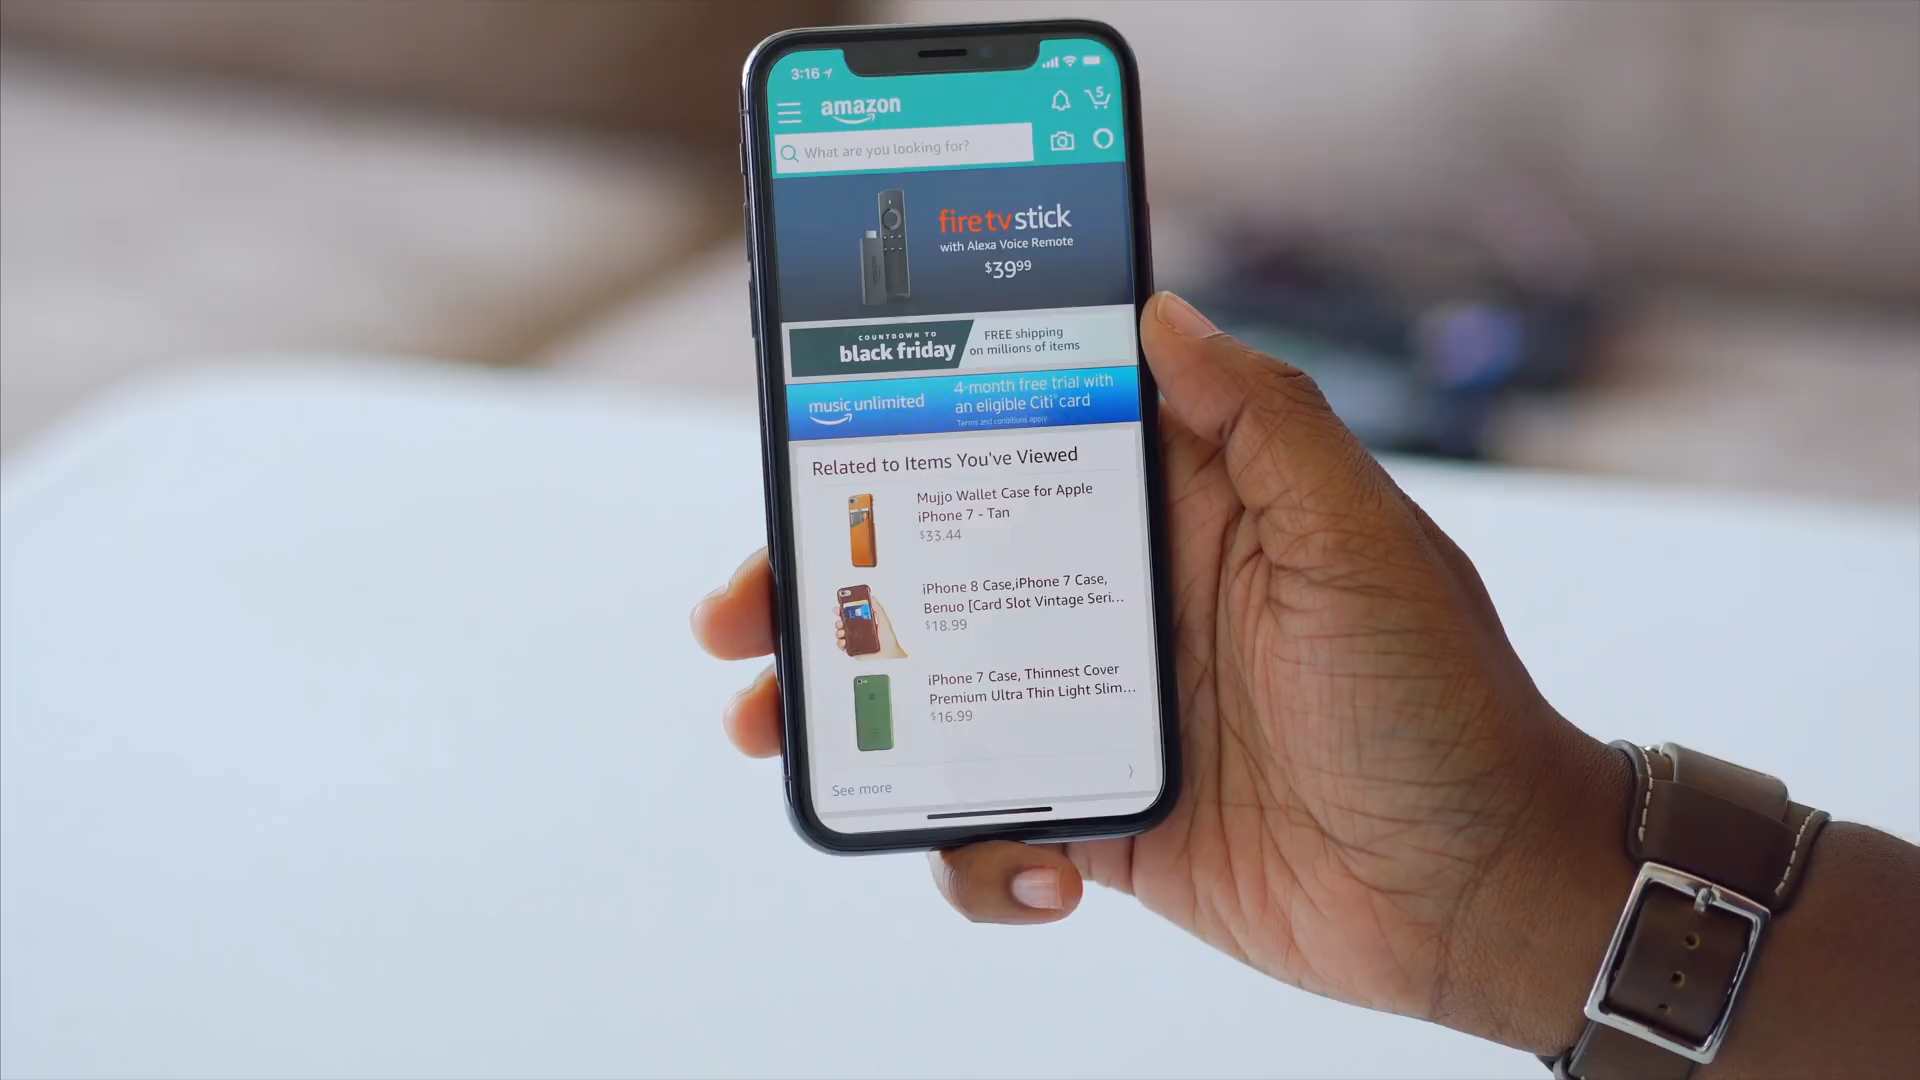 3:16
amazon
5
What are you looking for?
fire tv stick
with Alexa Voice Remote
$3999
COUNTDOWN TO
black friday
FREE shipping
on millions of items
music unlimited
4-month free trial with
an eligible Citi® card
Terms and conditions apply
Related to Items You've Viewed
Mujjo Wallet Case for Apple
iPhone 7 - Tan
$33.44
iPhone 8 Case,iPhone 7 Case,
Benuo [Card Slot Vintage Seri...
$18.99
iPhone 7 Case, Thinnest Cover
Premium Ultra Thin Light Slim...
$16.99
See more